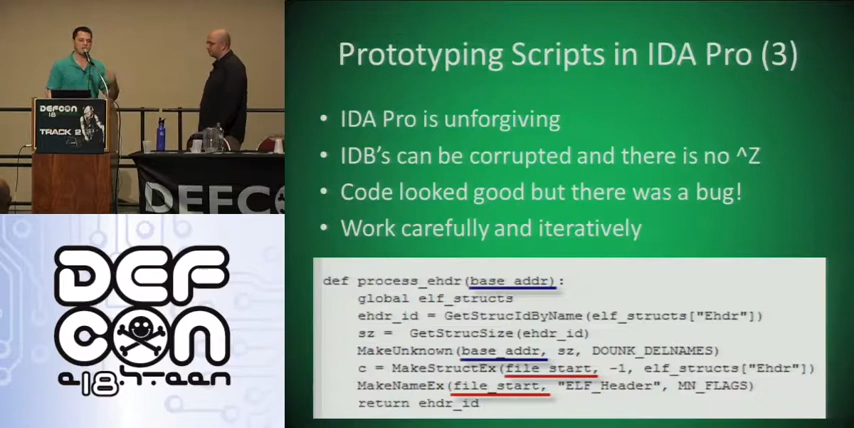 Prototyping Scripts in IDA Pro (3)
• IDA Pro is unforgiving
• IDB's can be corrupted and there is no ^Z
• Code looked good but there was a bug!
• Work carefully and iteratively
def process_ehdr(base_addr):
    global elf_structs
    ehdr_id = GetStrucIdByName(elf_structs["Ehdr"])
    sz =  GetStrucSize(ehdr_id)
    MakeUnknown(base_addr, sz, DOUNK_DELNAMES)
    c = MakeStructEx(file_start, -1, elf_structs["Ehdr"])
    MakeNameEx(file_start, "ELF_Header", MN_FLAGS)
    return ehdr_id
DEFCON
18
TRACK 2
DEFCO
DEF
CON
e18hteen